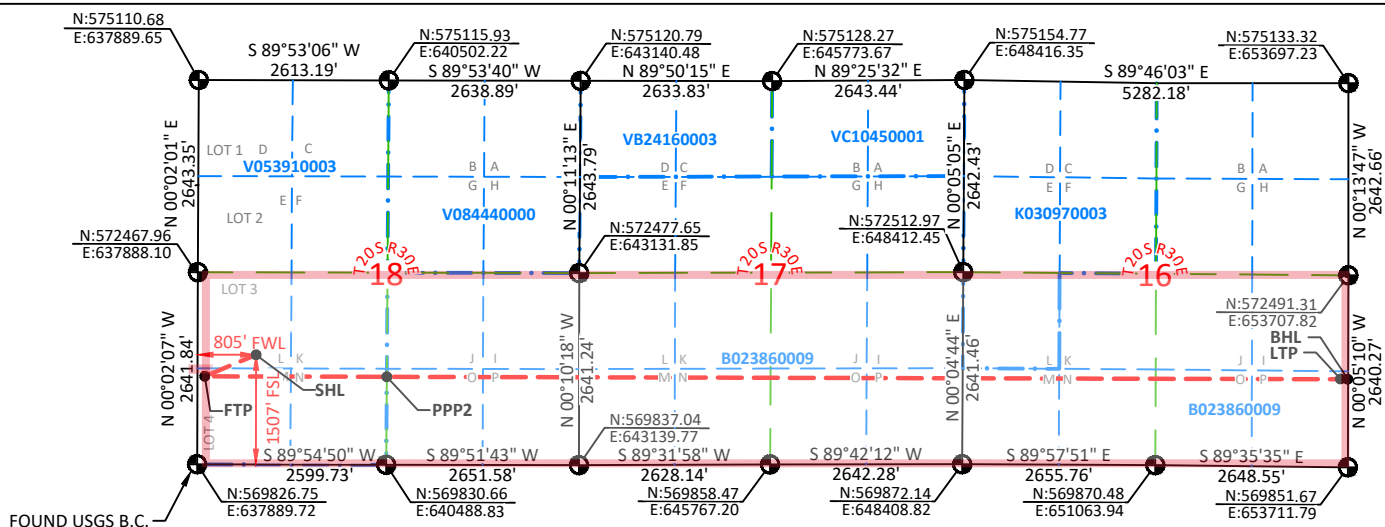 N:575110.68
E:637889.65
N:575115.93
E:640502.22
N:575120.79
E:643140.48
N:575128.27
E:645773.67
N:575154.77
E:648416.35
N:575133.32
E:653697.23
S 89°53'06" W
2613.19'
S 89°53'40" W
2638.89'
N 89°50'15" E
2633.83'
N 89°25'32" E
2643.44'
S 89°46'03" E
5282.18'
N 00°02'01" E
2643.35'
N 00°11'13" E
2643.79'
N 00°05'05" E
2642.43'
N 00°13'47" W
2642.66'
LOT 1 D C
V053910003
B A
G H
VB24160003
D C
E F
VC10450001
B A
G H
D C
E F
B A
G H
E F
LOT 2
V084440000
K030970003
N:572467.96
E:637888.10
N:572477.65
E:643131.85
N:572512.97
E:648412.45
T20S R30E
18
T20S R30E
17
T20S R30E
16
LOT 3
N:572491.31
E:653707.82
N 00°02'07" W
2641.84'
805' FWL
1507' FSL
L K
M N
J I
O P
L K
M N
B023860009
J I
O P
L K
M N
J I
O P
BHL
LTP
SHL
FTP
PPP2
LOT 4
N 00°10'18" W
2641.24'
N 00°04'44" E
2641.46'
N 00°05'10" W
2640.27'
B023860009
N:569837.04
E:643139.77
S 89°54'50" W
2599.73'
S 89°51'43" W
2651.58'
S 89°31'58" W
2628.14'
S 89°42'12" W
2642.28'
S 89°57'51" E
2655.76'
S 89°35'35" E
2648.55'
N:569826.75
E:637889.72
N:569830.66
E:640488.83
N:569858.47
E:645767.20
N:569872.14
E:648408.82
N:569870.48
E:651063.94
N:569851.67
E:653711.79
FOUND USGS B.C.